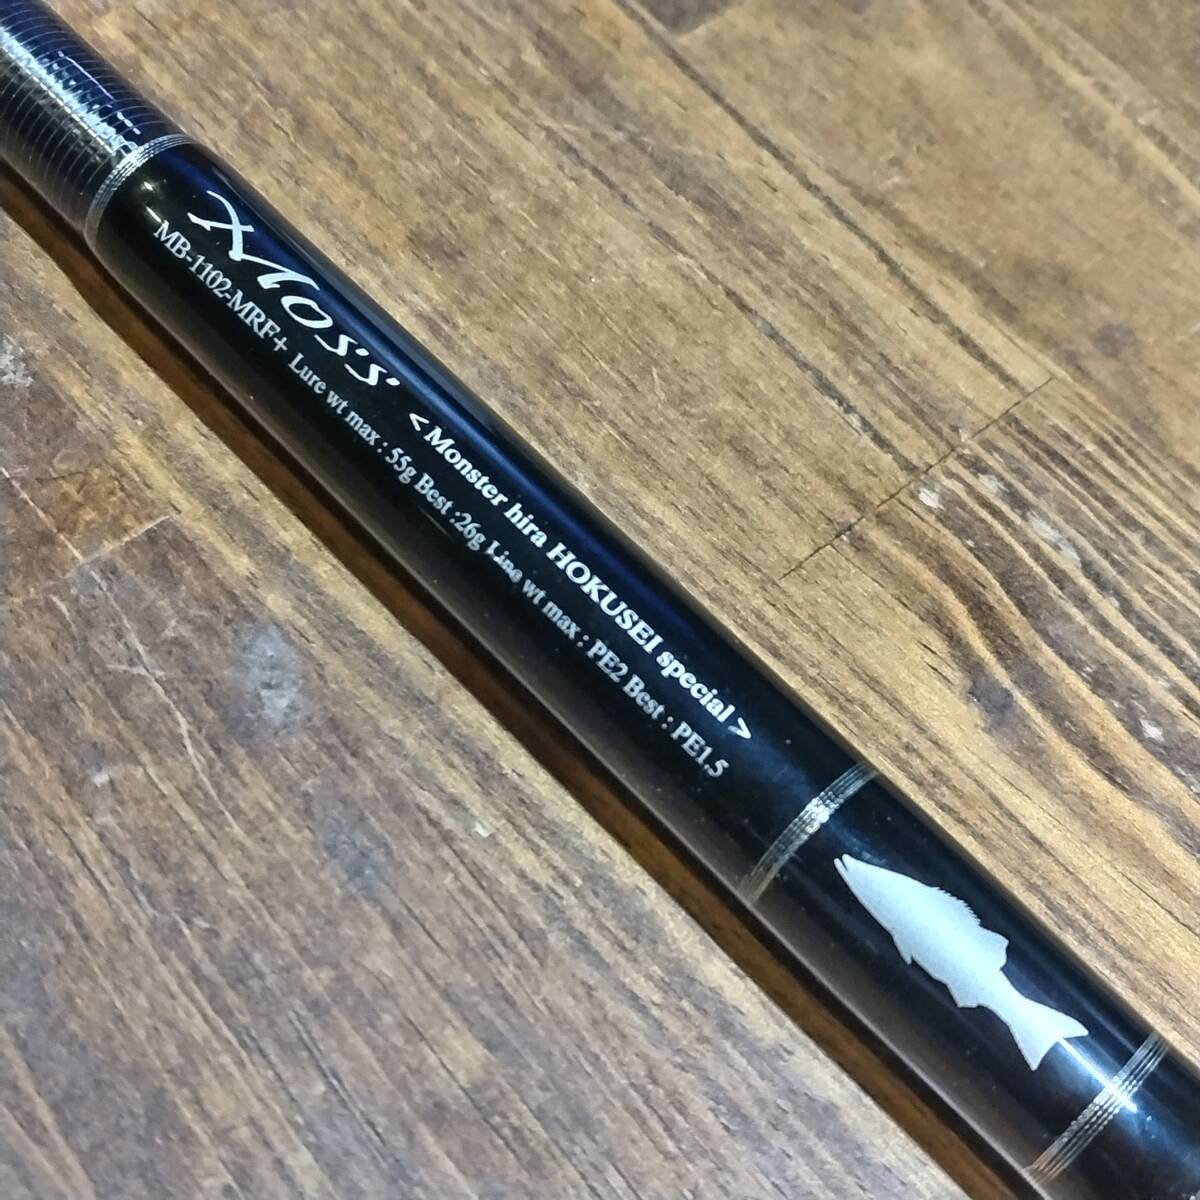 XMOS'S <Monster hira HOKUSEI special>
MB-1102-MRF+ Lure wt max : 55g Best :26g Line wt max : PE2 Best : PE1.5